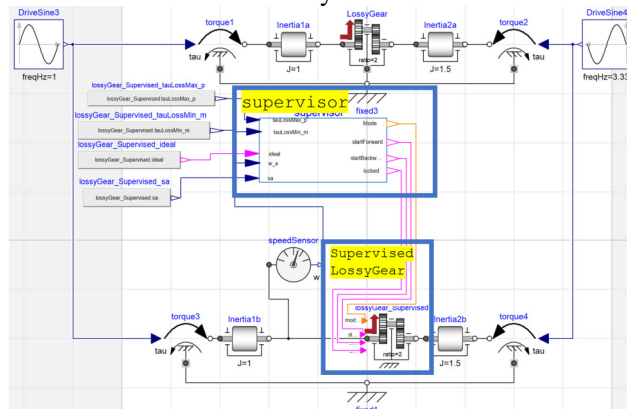 DriveSine3
torque1
Inertia1a
LossyGear
Inertia2a
torque2
DriveSine4
tau
ratio=2
tau
J=1
J=1.5
freqHz=1
freqHz=3.33
lossyGear_Supervised_tauLossMax_p
lossyGear_Supervised.tauLossMax_p
supervisor
fixed3
lossyGear_Supervised_tauLossMin_m
lossyGear_Supervised.tauLossMin_m
tauLossMax_p
Mode
tauLossMin_m
lossyGear_Supervised_ideal
startForward
lossyGear_Supervised.ideal
ideal
startBackw...
w_a
locked
lossyGear_Supervised_sa
lossyGear_Supervised.sa
sa
speedSensor
Supervised
LossyGear
w
lossyGear_Supervised
torque3
Inertia1b
mod...
Inertia2b
torque4
st...
tau
ratio=2
tau
J=1
J=1.5